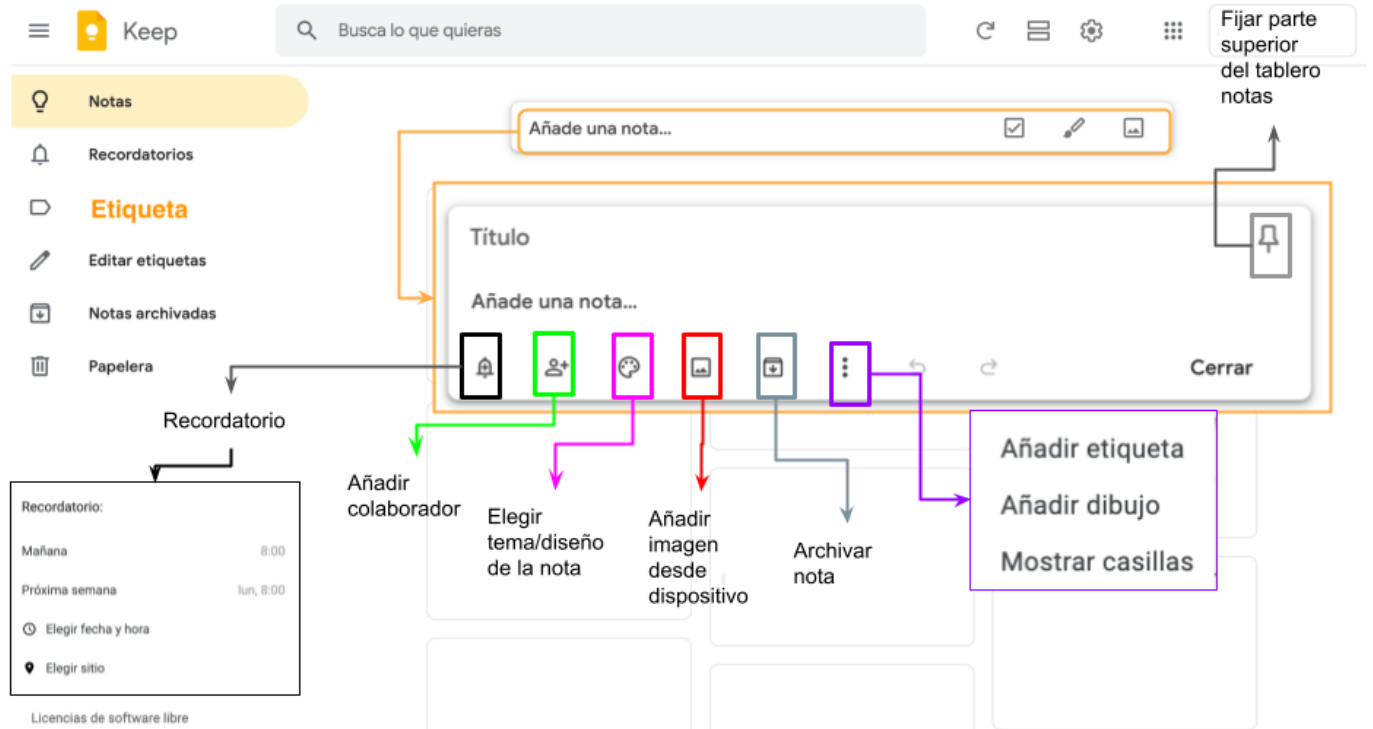 Keep
Busca lo que quieras
Fijar parte
superior
del tablero
notas
Notas
Recordatorios
Etiqueta
Editar etiquetas
Notas archivadas
Papelera
Añade una nota...
Título
Añade una nota...
Cerrar
Recordatorio
Recordatorio:
Mañana 8:00
Próxima semana lun, 8:00
Elegir fecha y hora
Elegir sitio
Licencias de software libre
Añadir
colaborador
Elegir
tema/diseño
de la nota
Añadir
imagen
desde
dispositivo
Archivar
nota
Añadir etiqueta
Añadir dibujo
Mostrar casillas